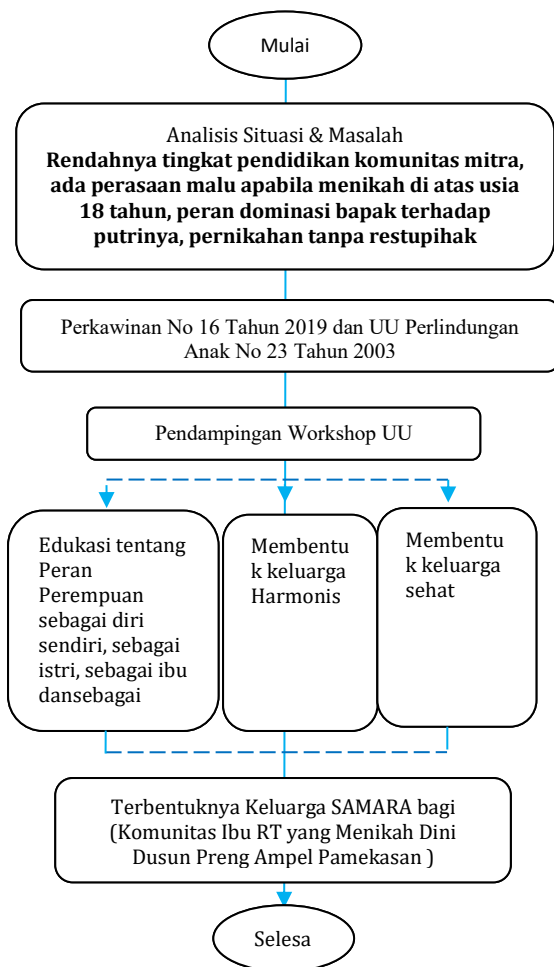 Mulai
Analisis Situasi & Masalah
Rendahnya tingkat pendidikan komunitas mitra,
ada perasaan malu apabila menikah di atas usia
18 tahun, peran dominasi bapak terhadap
putrinya, pernikahan tanpa restupihak
Perkawinan No 16 Tahun 2019 dan UU Perlindungan
Anak No 23 Tahun 2003
Pendampingan Workshop UU
Edukasi tentang
Peran
Perempuan
sebagai diri
sendiri, sebagai
istri, sebagai ibu
dansebagai
Membentu
k keluarga
Harmonis
Membentu
k keluarga
sehat
Terbentuknya Keluarga SAMARA bagi
(Komunitas Ibu RT yang Menikah Dini
Dusun Preng Ampel Pamekasan )
Selesa